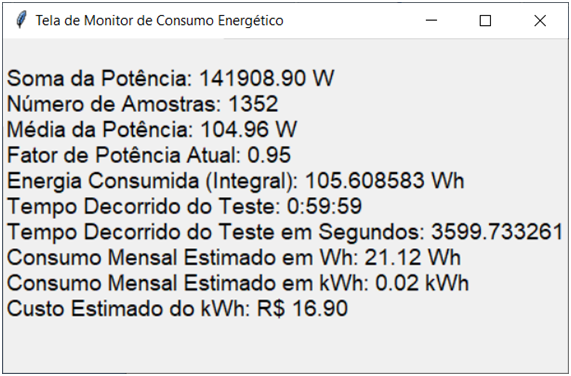 Tela de Monitor de Consumo Energético
Soma da Potência: 141908.90 W
Número de Amostras: 1352
Média da Potência: 104.96 W
Fator de Potência Atual: 0.95
Energia Consumida (Integral): 105.608583 Wh
Tempo Decorrido do Teste: 0:59:59
Tempo Decorrido do Teste em Segundos: 3599.733261
Consumo Mensal Estimado em Wh: 21.12 Wh
Consumo Mensal Estimado em kWh: 0.02 kWh
Custo Estimado do kWh: R$ 16.90